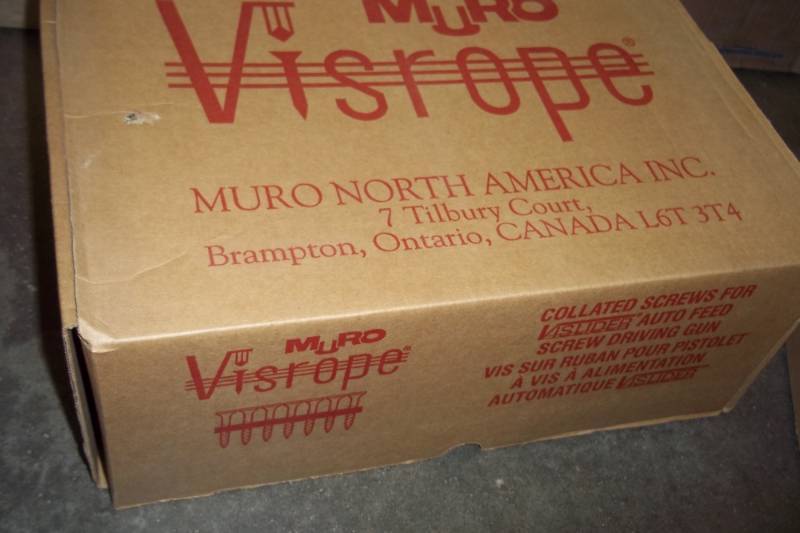 MURO
Visrope®
MURO NORTH AMERICA INC.
7 Tilbury Court,
Brampton, Ontario, CANADA L6T 3T4
MURO
Visrope®
COLLATED SCREWS FOR
VISLIDER® AUTO FEED
SCREW DRIVING GUN
VIS SUR RUBAN POUR PISTOLET
À VIS À ALIMENTATION
AUTOMATIQUE VISLIDER